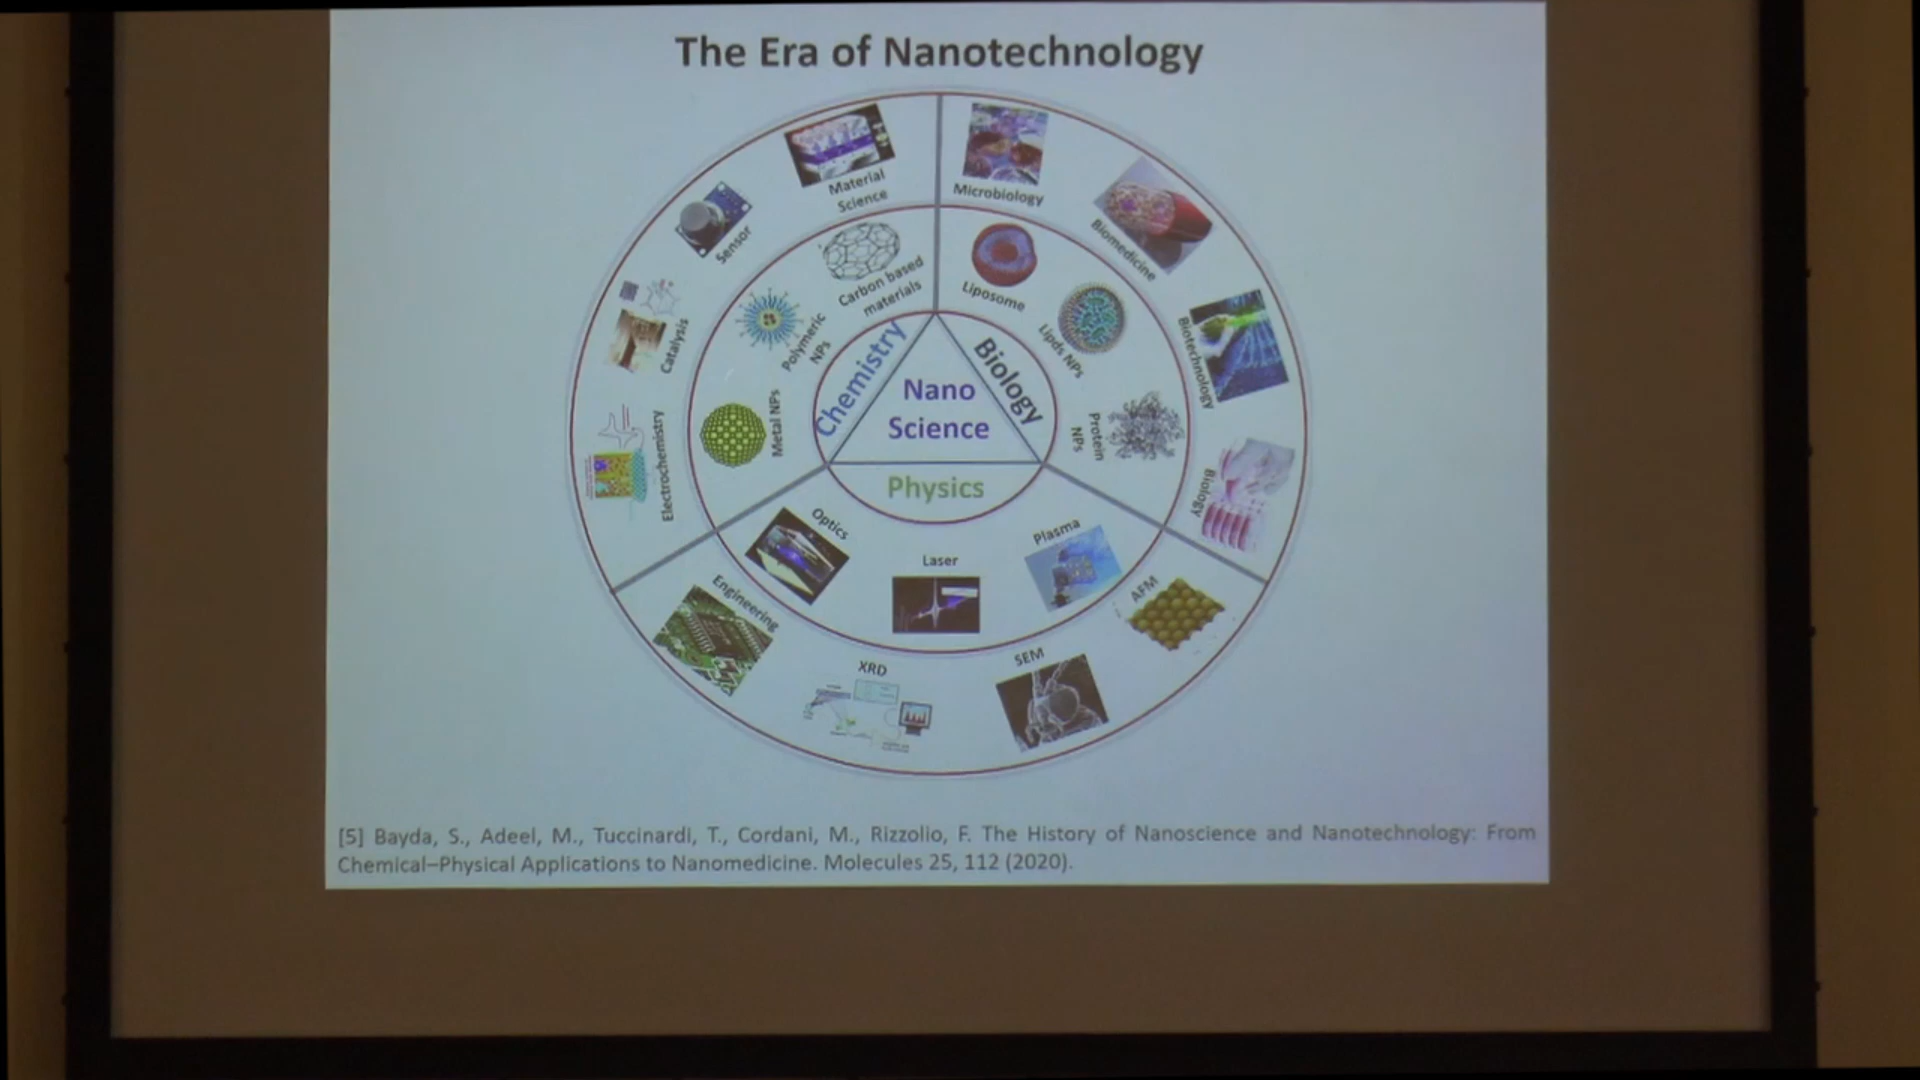 The Era of Nanotechnology
Material
Science
Microbiology
Sensor
Biomedicine
Carbon based
materials
Liposome
Catalysis
Polymeric
NPs
Lipds NPs
Biotechnology
Chemistry
Biology
Nano
Science
Metal NPs
Protein
NPs
Electrochemistry
Biology
Physics
Optics
Laser
Plasma
Engineering
AFM
XRD
SEM
[5] Bayda, S., Adeel, M., Tuccinardi, T., Cordani, M., Rizzolio, F. The History of Nanoscience and Nanotechnology: From
Chemical–Physical Applications to Nanomedicine. Molecules 25, 112 (2020).